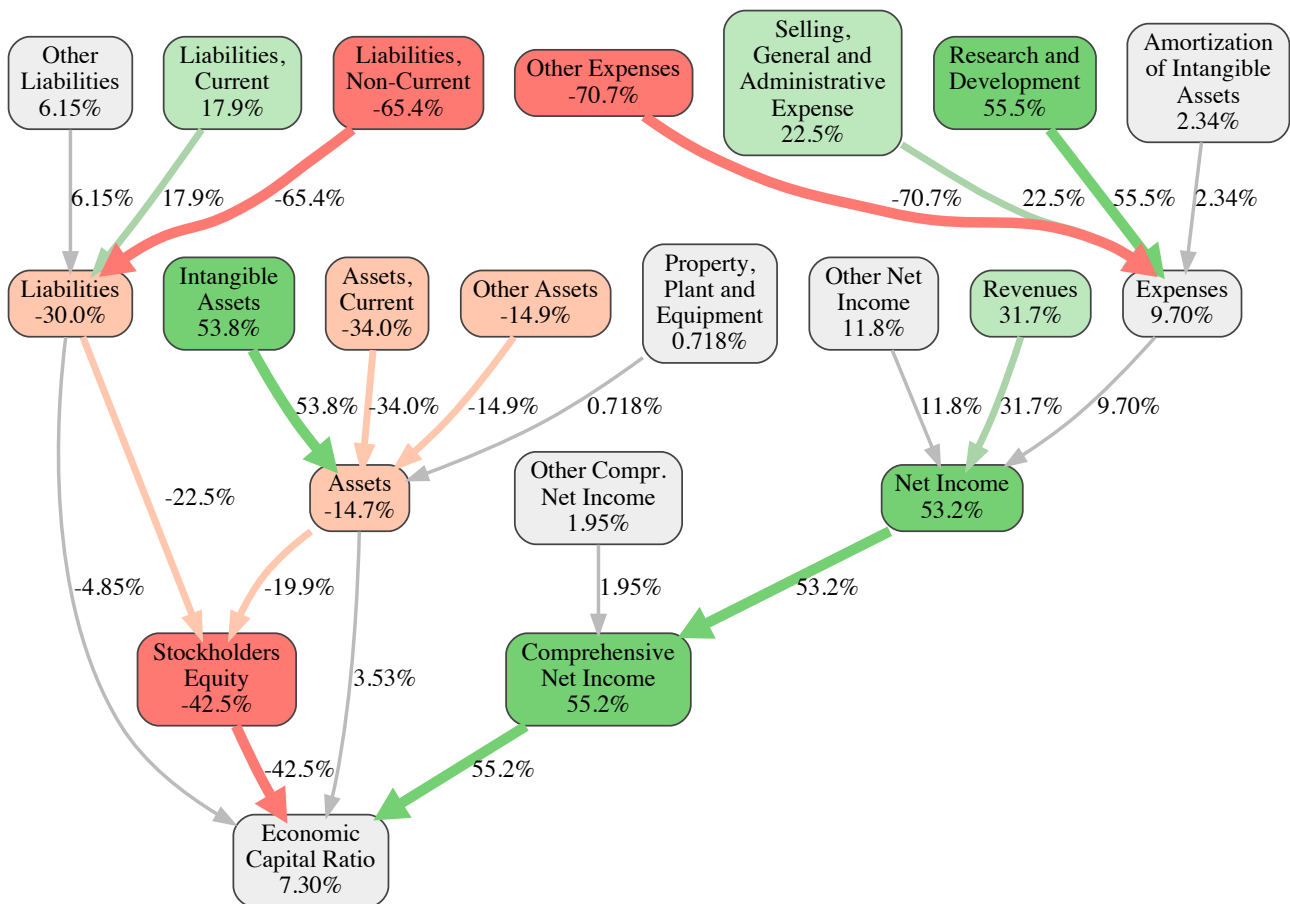 Other
Liabilities
6.15%
Liabilities,
Current
17.9%
Liabilities,
Non-Current
-65.4%
Other Expenses
-70.7%
Selling,
General and
Administrative
Expense
22.5%
Research and
Development
55.5%
Amortization
of Intangible
Assets
2.34%
6.15%
17.9%
-65.4%
-70.7%
22.5%
55.5%
2.34%
Liabilities
-30.0%
Intangible
Assets
53.8%
Assets,
Current
-34.0%
Other Assets
-14.9%
Property,
Plant and
Equipment
0.718%
Other Net
Income
11.8%
Revenues
31.7%
Expenses
9.70%
53.8%
-34.0%
-14.9%
0.718%
11.8%
31.7%
9.70%
-22.5%
Assets
-14.7%
Other Compr.
Net Income
1.95%
Net Income
53.2%
-4.85%
-19.9%
1.95%
53.2%
Stockholders
Equity
-42.5%
3.53%
Comprehensive
Net Income
55.2%
-42.5%
55.2%
Economic
Capital Ratio
7.30%